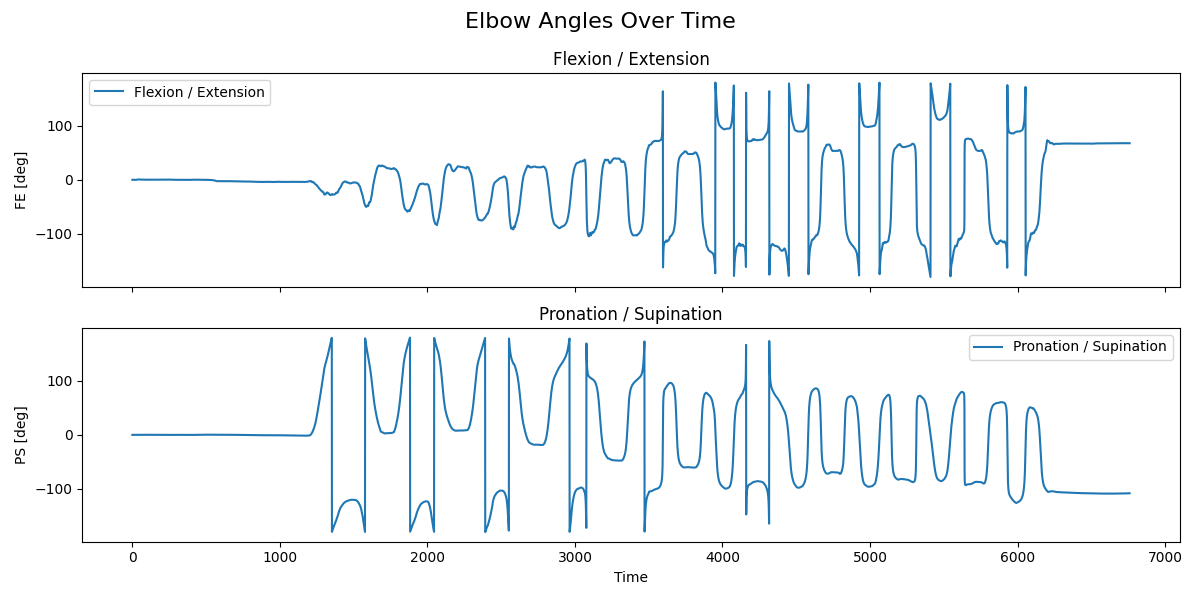 Elbow Angles Over Time
Flexion / Extension
Flexion / Extension
FE [deg]
100
0
−100
Pronation / Supination
Pronation / Supination
PS [deg]
100
0
−100
0 1000 2000 3000 4000 5000 6000 7000
Time